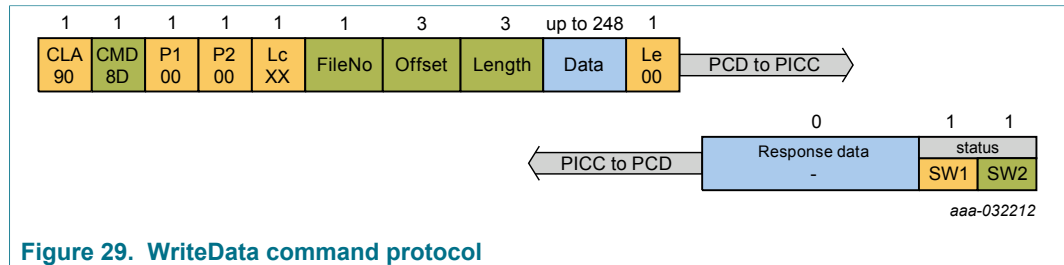 1 1 1 1 1 1 3 3 up to 248 1
CLA CMD P1 P2 Lc FileNo Offset Length Data Le PCD to PICC
90 8D 00 00 XX 00
0 1 1
PICC to PCD Response data status
- SW1 SW2
aaa-032212
Figure 29. WriteData command protocol